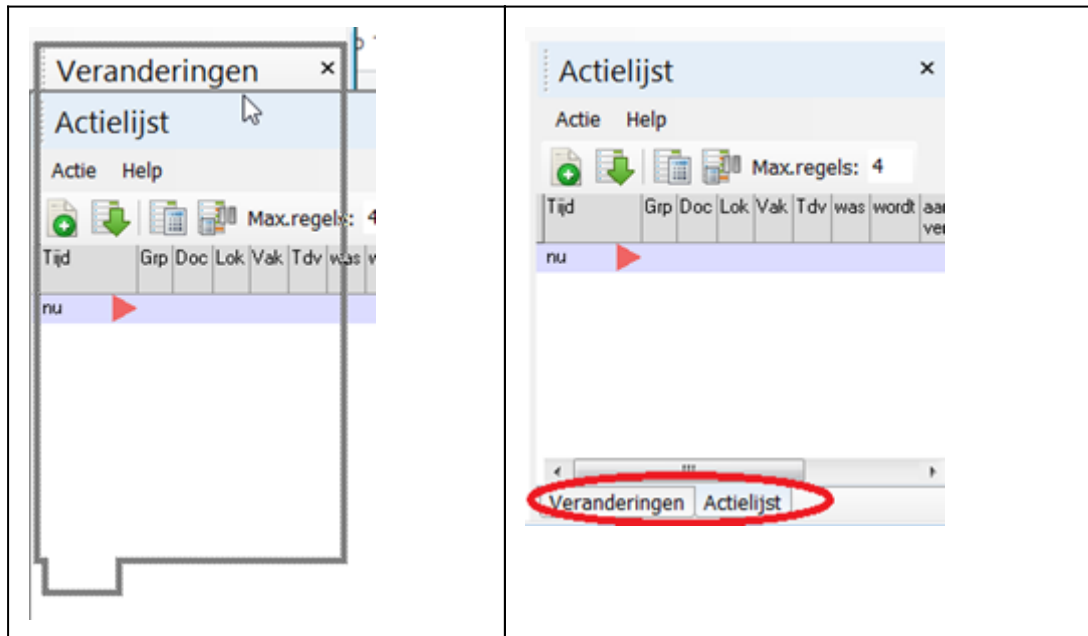 Veranderingen ×
Actielijst
Actie Help
Max.regels: 4
Tijd Grp Doc Lok Vak Tdv was
nu
Actielijst ×
Actie Help
Max.regels: 4
Tijd Grp Doc Lok Vak Tdv was wordt
nu
Veranderingen Actielijst